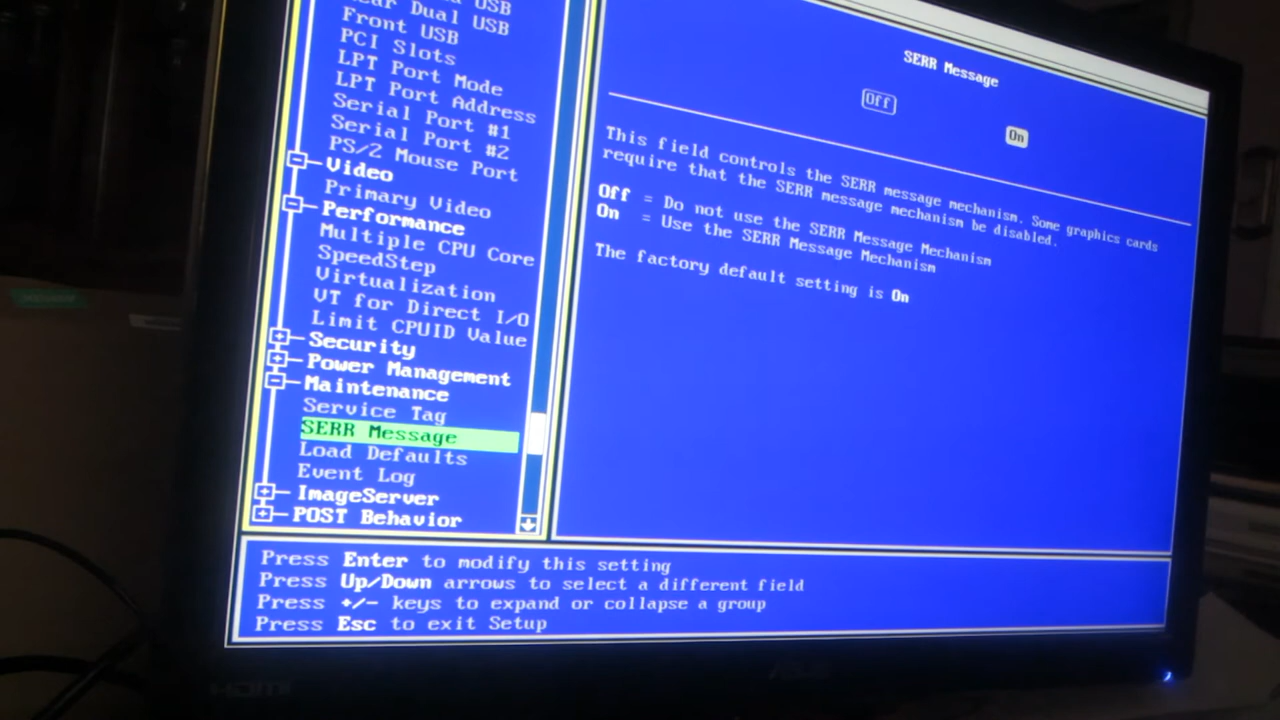 USB
Rear Dual USB
Front USB
PCI Slots
LPT Port Mode
LPT Port Address
Serial Port #1
Serial Port #2
PS/2 Mouse Port
Video
Primary Video
Performance
Multiple CPU Core
SpeedStep
Virtualization
VT for Direct I/O
Limit CPUID Value
Security
Power Management
Maintenance
Service Tag
SERR Message
Load Defaults
Event Log
ImageServer
POST Behavior
SERR Message
Off
On
This field controls the SERR message mechanism. Some graphics cards
require that the SERR message mechanism be disabled.
Off = Do not use the SERR Message Mechanism
On = Use the SERR Message Mechanism
The factory default setting is On
Press Enter to modify this setting
Press Up/Down arrows to select a different field
Press +/- keys to expand or collapse a group
Press Esc to exit Setup
HDMI
ASUS